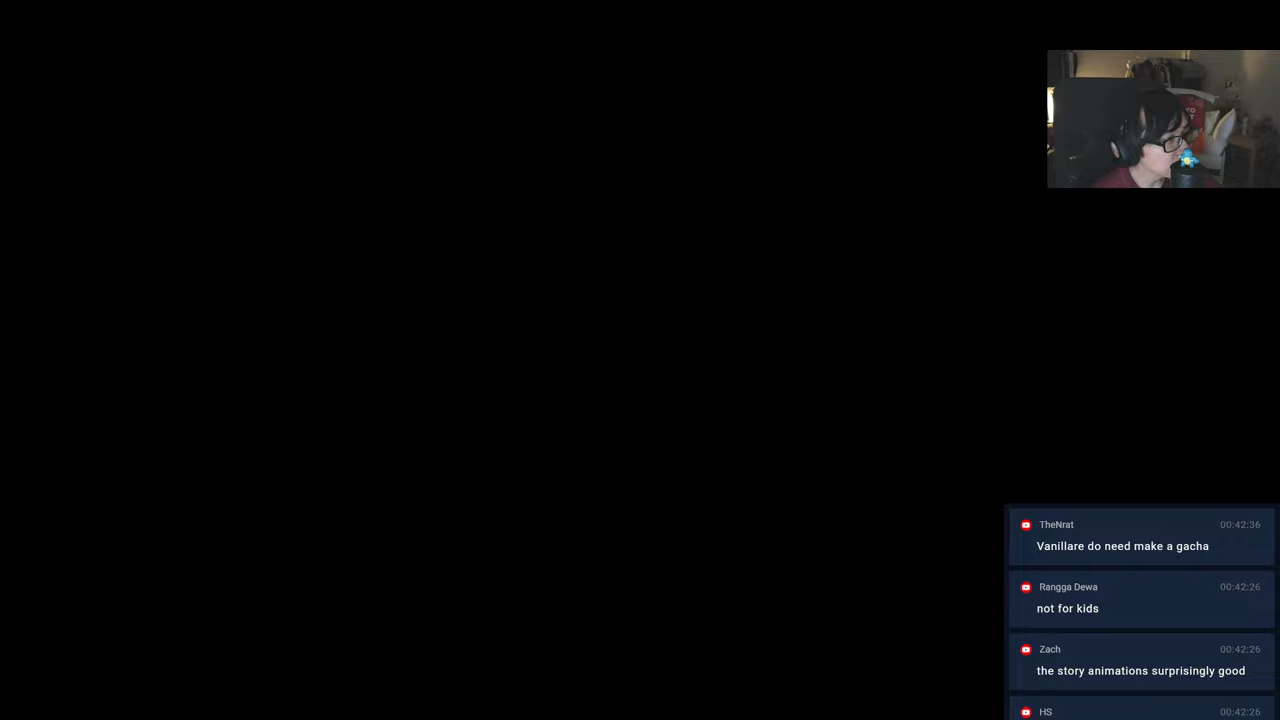 TheNrat 00:42:36
Vanillare do need make a gacha
Rangga Dewa 00:42:26
not for kids
Zach 00:42:26
the story animations surprisingly good
HS 00:42:26